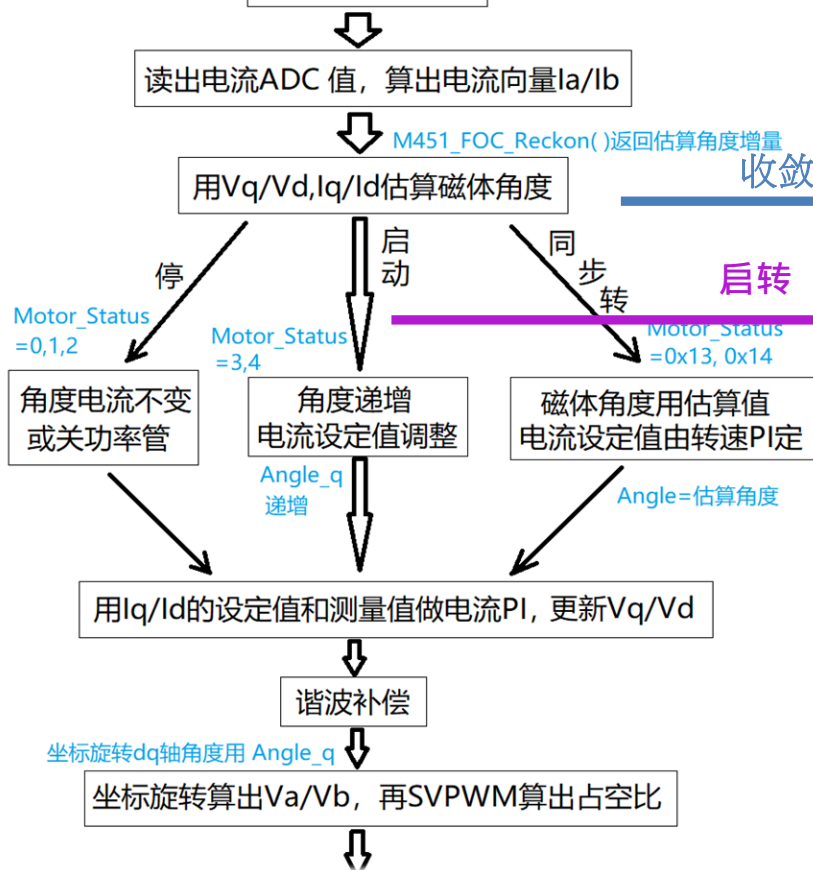 读出电流ADC 值，算出电流向量Ia/Ib
M451_FOC_Reckon( )返回估算角度增量
收敛
用Vq/Vd,Iq/Id估算磁体角度
停
启
动
同
步
转
启转
Motor_Status
=0,1,2
Motor_Status
=3,4
Motor_Status
=0x13, 0x14
角度电流不变
或关功率管
角度递增
电流设定值调整
磁体角度用估算值
电流设定值由转速PI定
Angle_q
递增
Angle=估算角度
用Iq/Id的设定值和测量值做电流PI，更新Vq/Vd
谐波补偿
坐标旋转dq轴角度用 Angle_q
坐标旋转算出Va/Vb，再SVPWM算出占空比